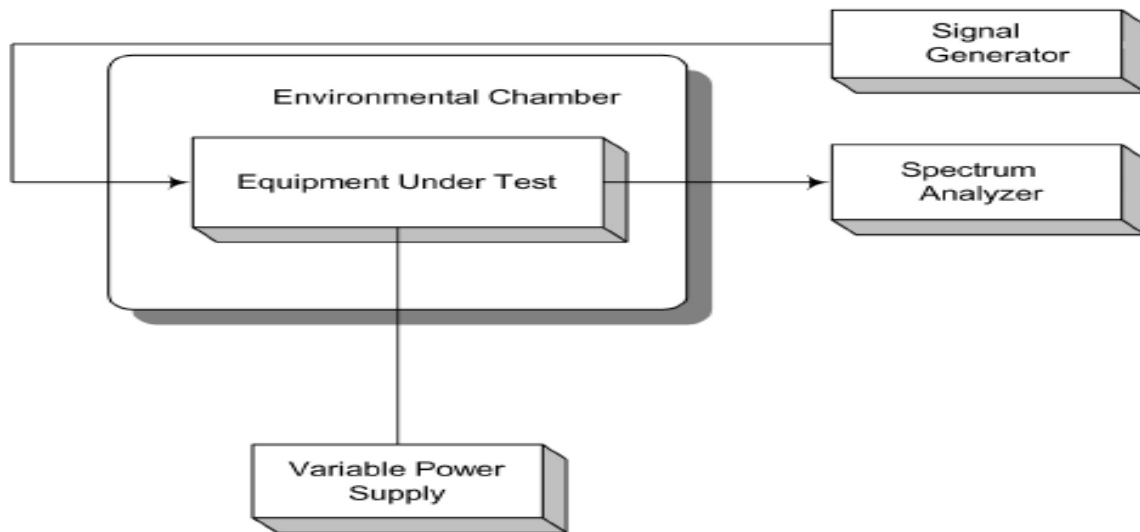 Signal
Generator
Environmental Chamber
Equipment Under Test
Spectrum
Analyzer
Variable Power
Supply